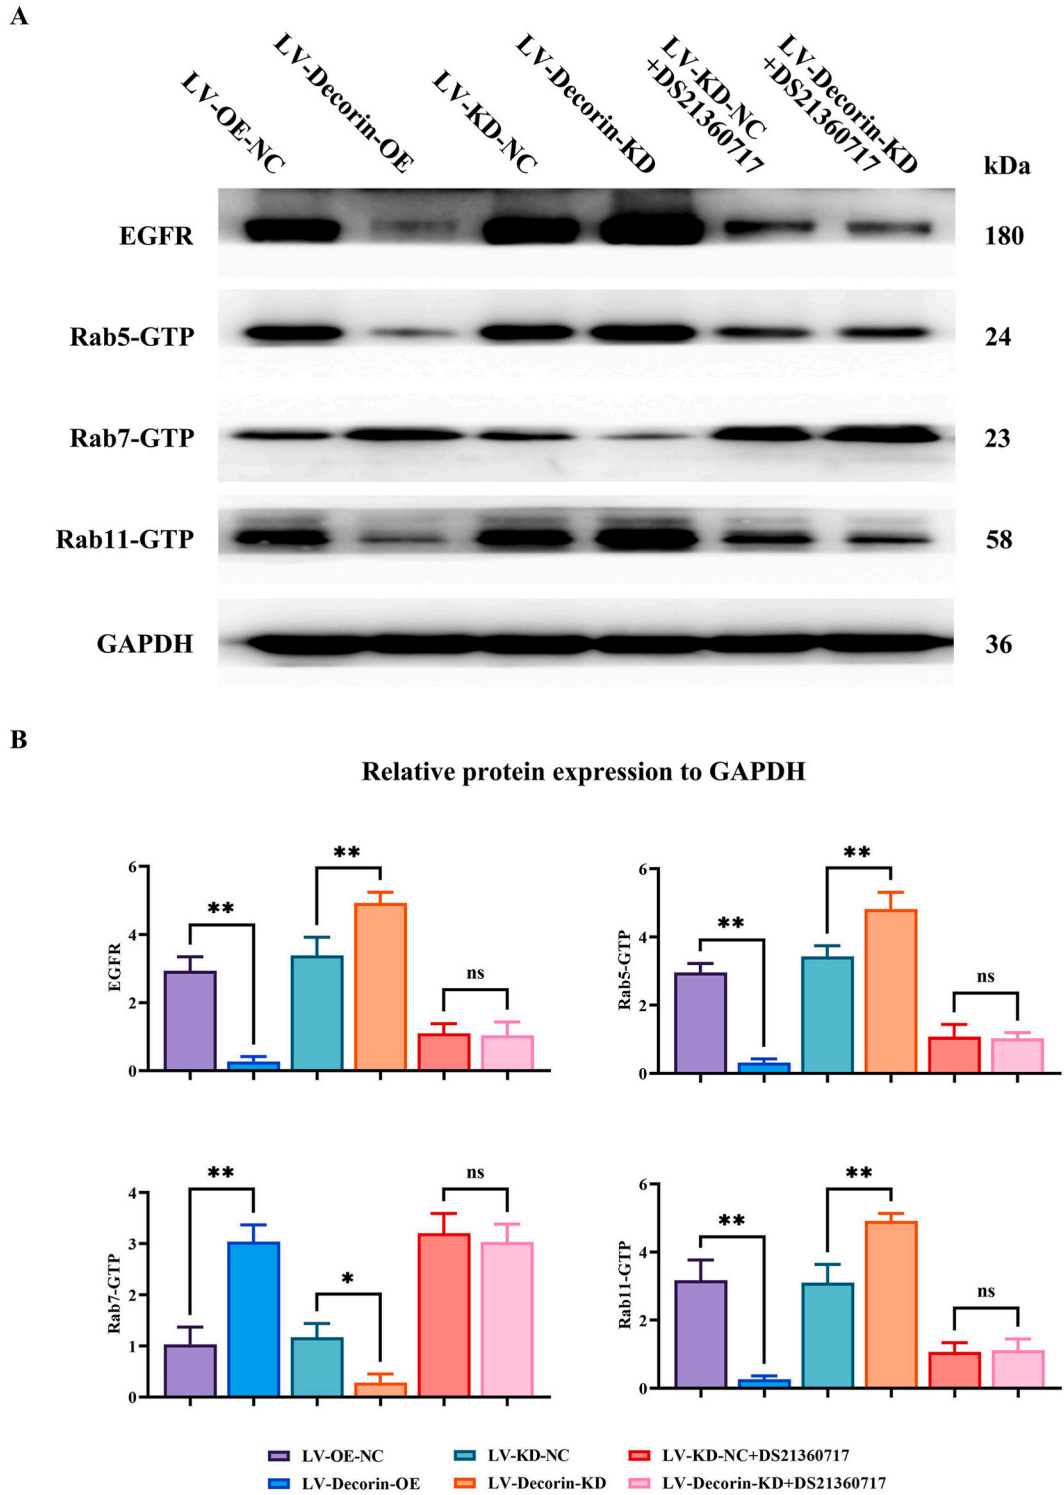 A
LV-OE-NC
LV-Decorin-OE
LV-KD-NC
LV-Decorin-KD
LV-KD-NC
+DS21360717
LV-Decorin-KD
+DS21360717
kDa
EGFR
180
Rab5-GTP
24
Rab7-GTP
23
Rab11-GTP
58
GAPDH
36
B
Relative protein expression to GAPDH
EGFR
6
4
2
0
**
**
ns
Rab5-GTP
6
4
2
0
**
**
ns
Rab7-GTP
4
3
2
1
0
**
*
ns
Rab11-GTP
6
4
2
0
**
**
ns
LV-OE-NC
LV-KD-NC
LV-KD-NC+DS21360717
LV-Decorin-OE
LV-Decorin-KD
LV-Decorin-KD+DS21360717